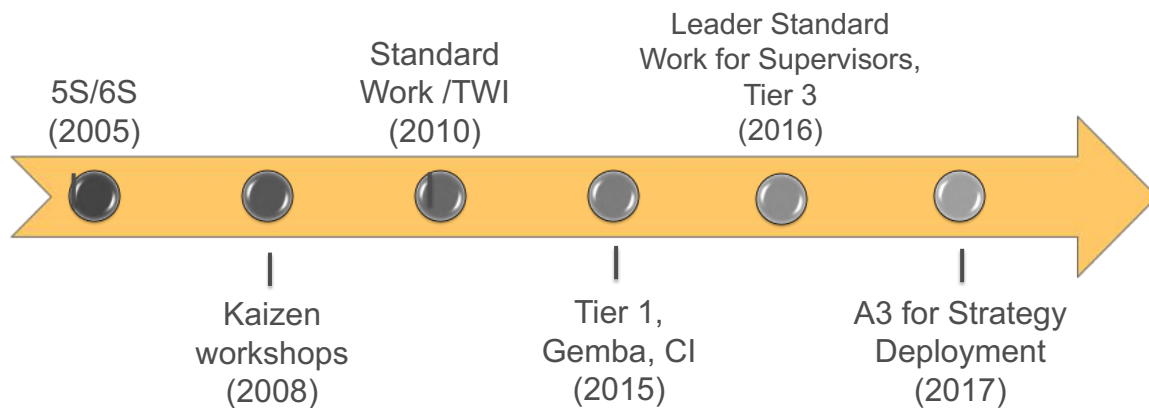 5S/6S
(2005)
Kaizen
workshops
(2008)
Standard
Work /TWI
(2010)
Tier 1,
Gemba, CI
(2015)
Leader Standard
Work for Supervisors,
Tier 3
(2016)
A3 for Strategy
Deployment
(2017)